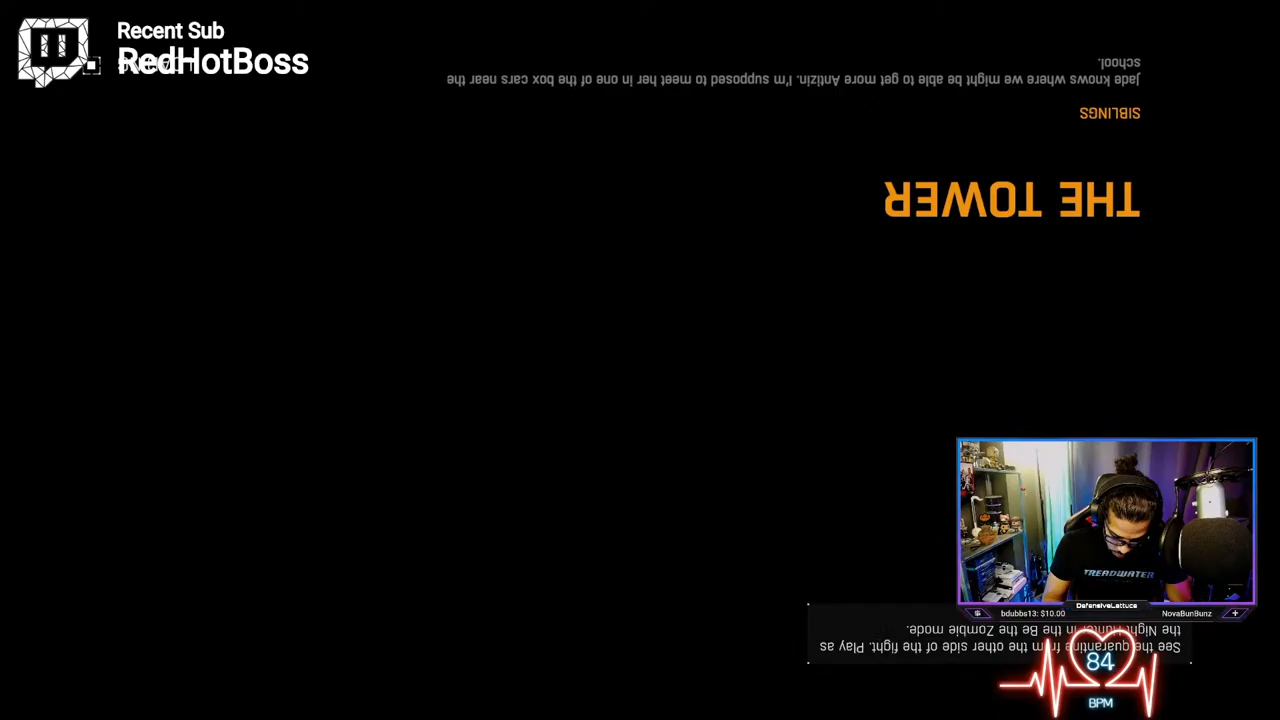 Recent Sub
RedHotBoss
THE TOWER
SIBLINGS
Jade knows where we might be able to get more Antizin. I'm supposed to meet her in one of the box cars near the
school.
TREADWATER
DefensiveLettuce
bdubbs13: $10.00 NovaBunBunz
See the quarantine from the other side of the fight. Play as
the Night Hunter in the Be the Zombie mode.
84
BPM